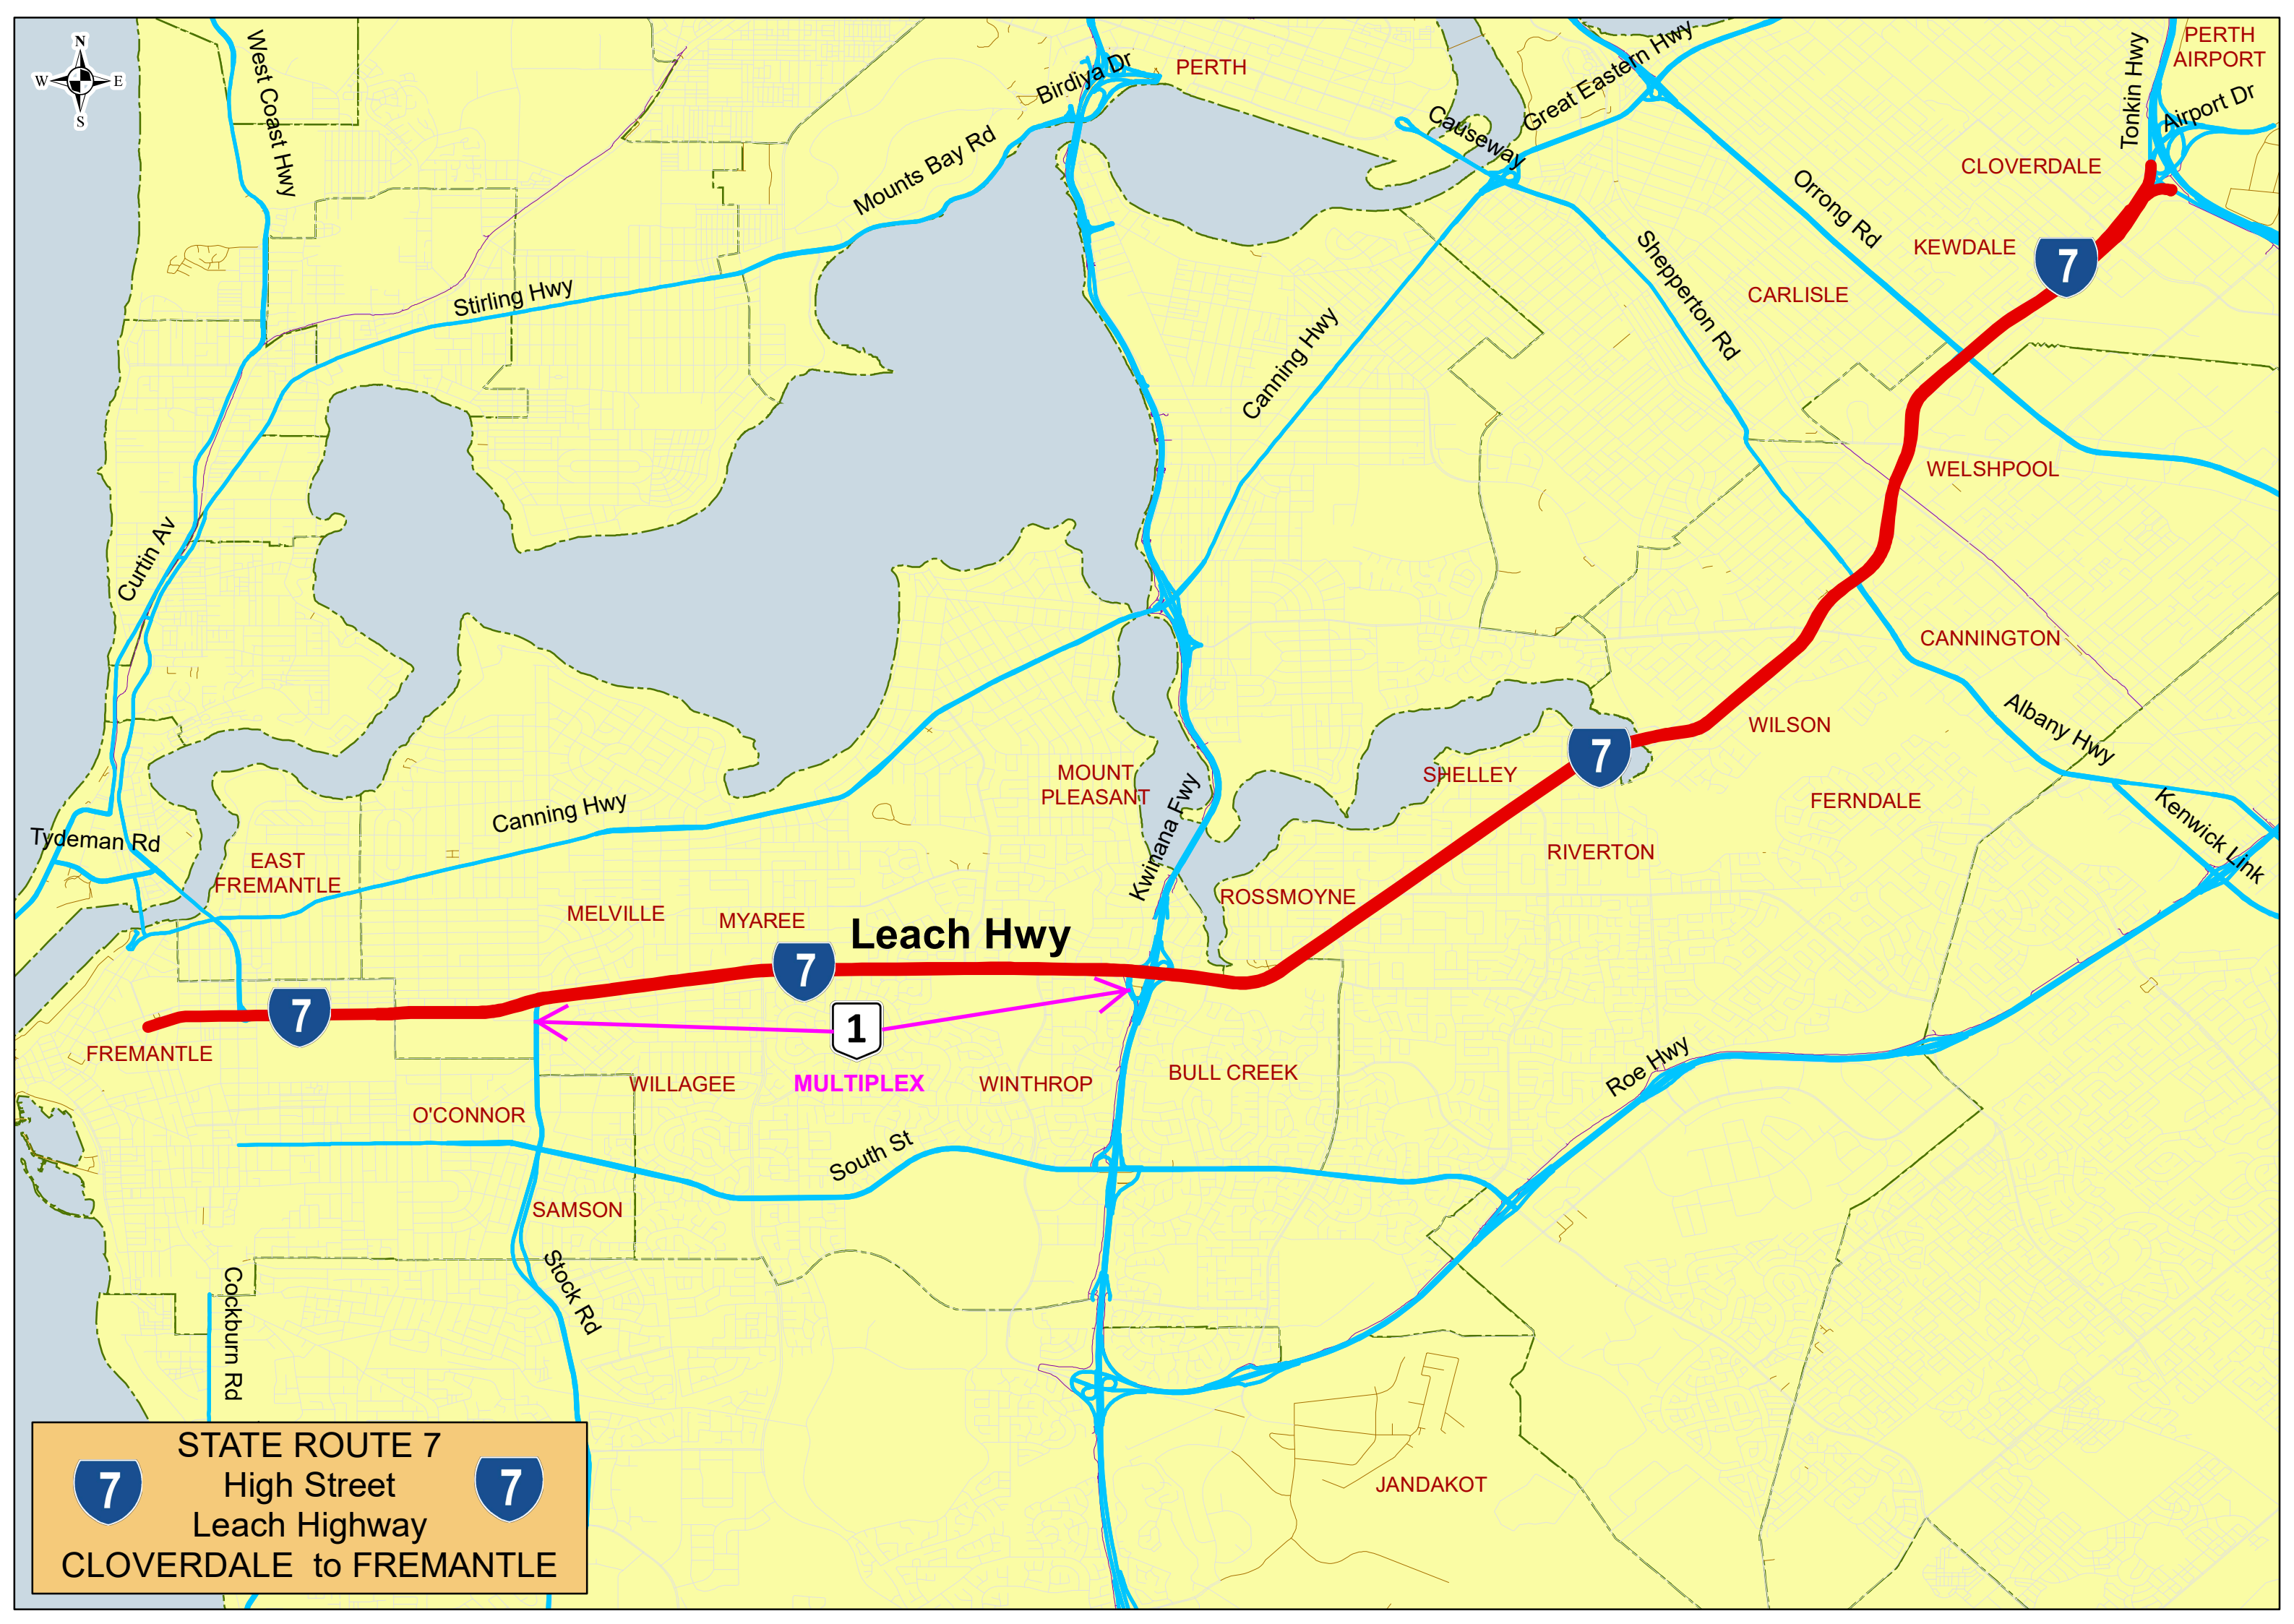 N
W E
S
West Coast Hwy
Birdiya Dr
PERTH
Great Eastern Hwy
Tonkin Hwy
PERTH
AIRPORT
Airport Dr
Causeway
Mounts Bay Rd
CLOVERDALE
Orrong Rd
KEWDALE
7
Shepperton Rd
CARLISLE
Stirling Hwy
Canning Hwy
WELSHPOOL
Curtin Av
CANNINGTON
Albany Hwy
WILSON
7
SHELLEY
MOUNT
PLEASANT
FERNDALE
Kenwick Link
Canning Hwy
Kwinana Fwy
Tydeman Rd
EAST
FREMANTLE
RIVERTON
ROSSMOYNE
MELVILLE
MYAREE
Leach Hwy
7
7
1
FREMANTLE
MULTIPLEX
WILLAGEE
WINTHROP
BULL CREEK
Roe Hwy
O'CONNOR
South St
SAMSON
Stock Rd
Cockburn Rd
JANDAKOT
STATE ROUTE 7
7
High Street
7
Leach Highway
CLOVERDALE to FREMANTLE